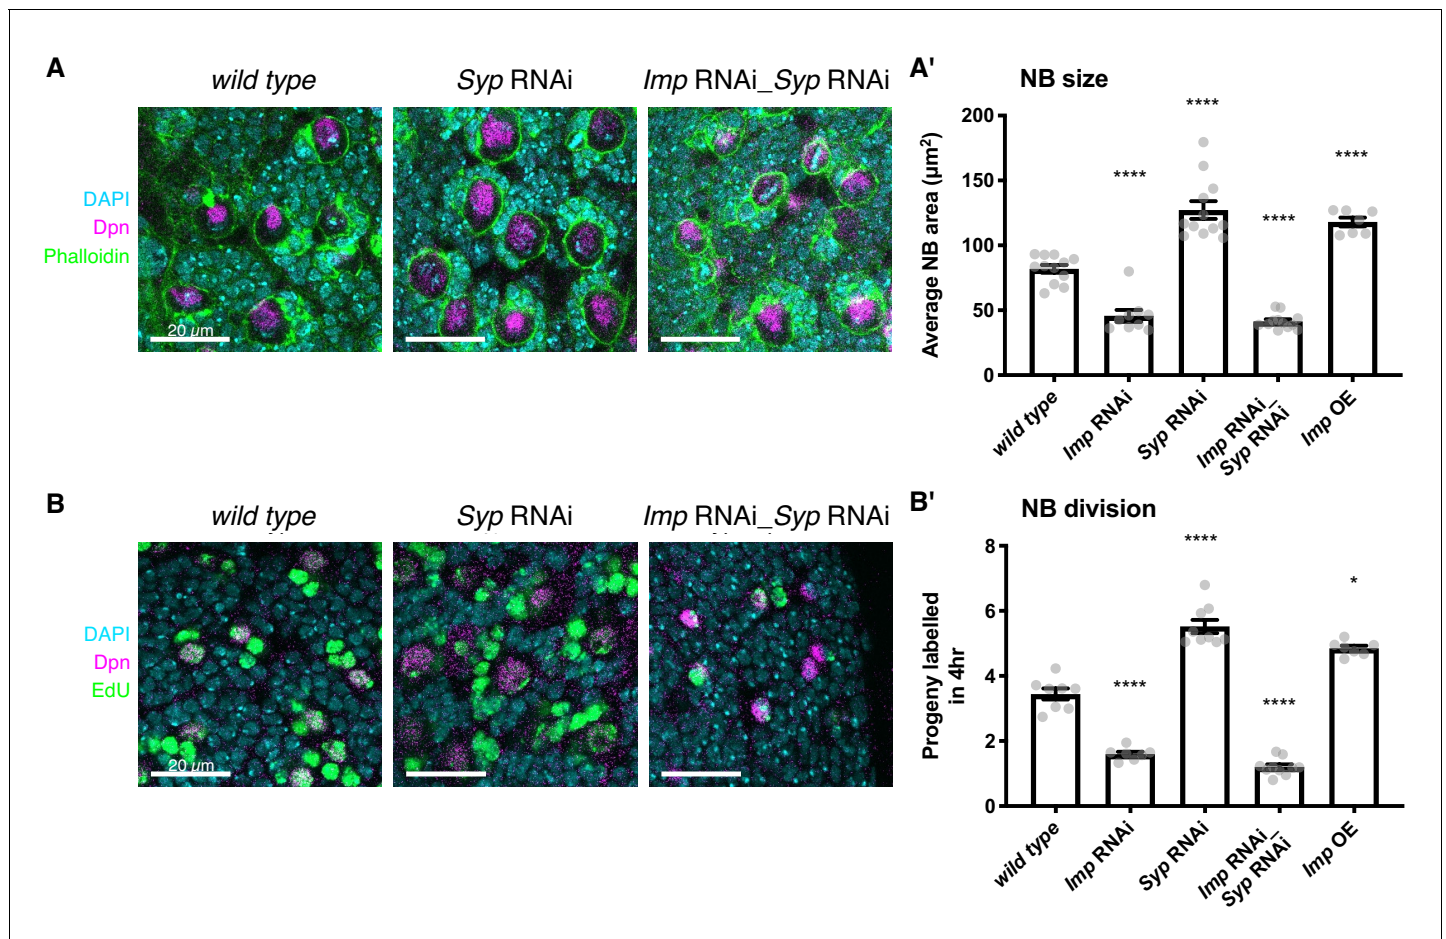 A
wild type
Syp RNAi
Imp RNAi_Syp RNAi
DAPI
Dpn
Phalloidin
20 µm
A'
NB size
Average NB area (µm²)
200
150
100
50
0
****
****
****
****
wild type
Imp RNAi
Syp RNAi
Imp RNAi_
Syp RNAi
Imp OE
B
wild type
Syp RNAi
Imp RNAi_Syp RNAi
DAPI
Dpn
EdU
20 µm
B'
NB division
Progeny labelled
in 4hr
8
6
4
2
0
****
****
****
*
wild type
Imp RNAi
Syp RNAi
Imp RNAi_
Syp RNAi
Imp OE